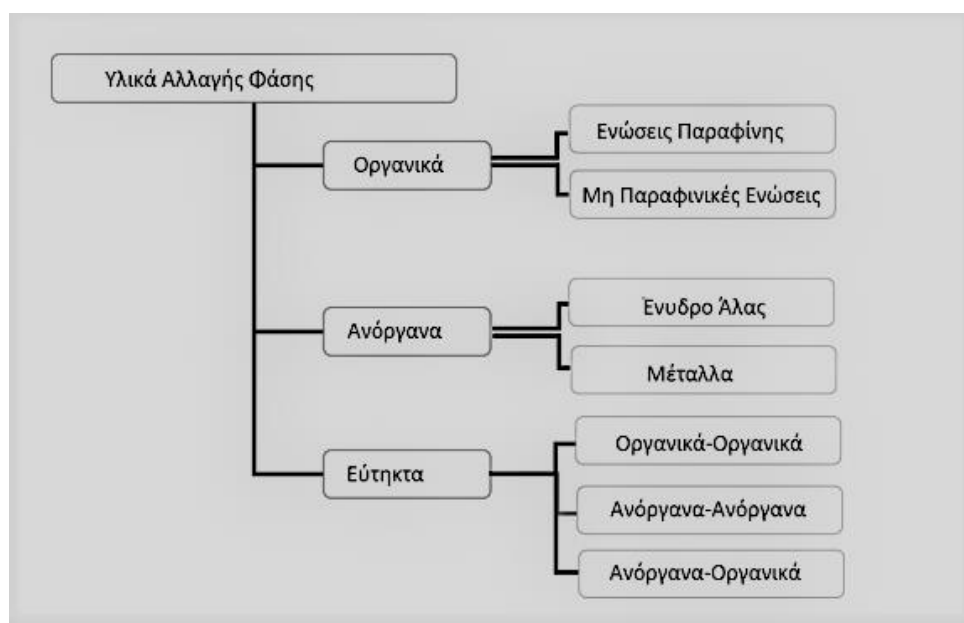 Υλικά Αλλαγής Φάσης
Οργανικά
Ενώσεις Παραφίνης
Μη Παραφινικές Ενώσεις
Ανόργανα
Ένυδρο Άλας
Μέταλλα
Εύτηκτα
Οργανικά-Οργανικά
Ανόργανα-Ανόργανα
Ανόργανα-Οργανικά